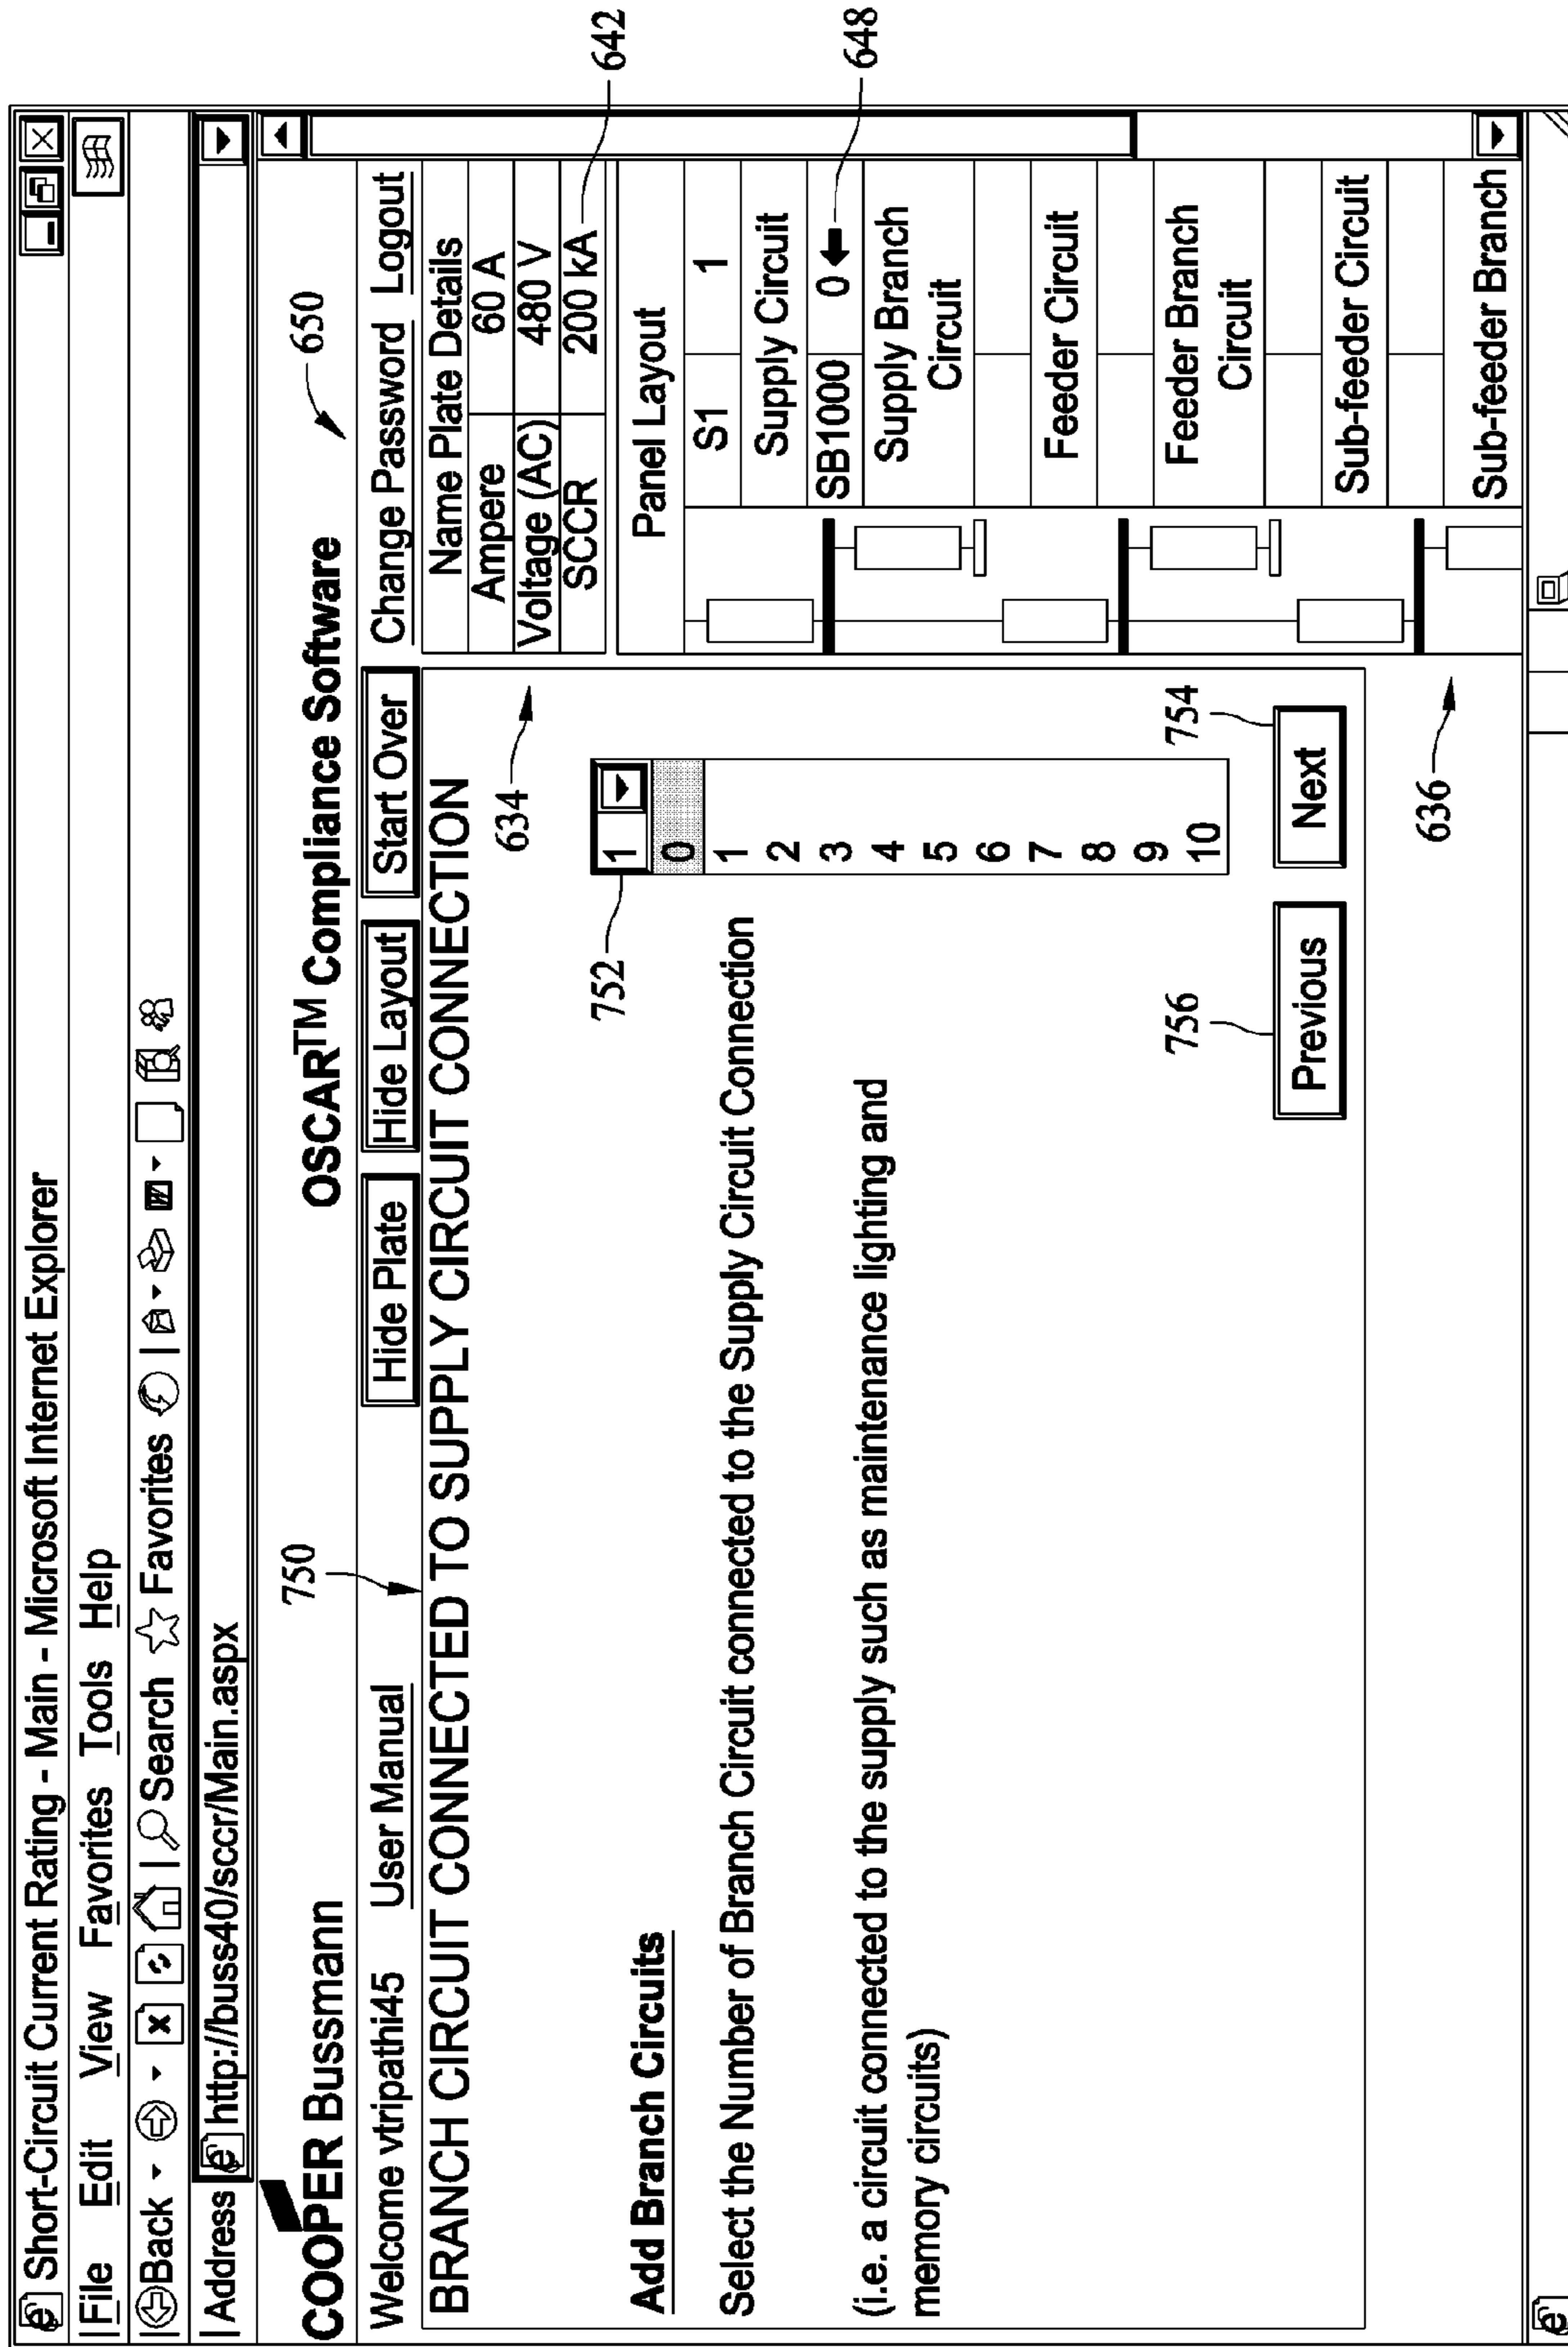 Short-Circuit Current Rating - Main - Microsoft Internet Explorer
File Edit View Favorites Tools Help
Back Search Favorites
Address http://buss40/sccr/Main.aspx
COOPER Bussmann
OSCAR™ Compliance Software
750
650
Welcome vtripathi45 User Manual Hide Plate Hide Layout Start Over Change Password Logout
BRANCH CIRCUIT CONNECTED TO SUPPLY CIRCUIT CONNECTION
634
Add Branch Circuits
Select the Number of Branch Circuit connected to the Supply Circuit Connection
(i.e. a circuit connected to the supply such as maintenance lighting and
memory circuits)
752
1
0
1
2
3
4
5
6
7
8
9
10
756
754
Previous Next
Name Plate Details
Ampere 60 A
Voltage (AC) 480 V
SCCR 200 kA
642
Panel Layout
S1 1
Supply Circuit
SB1000 0
648
Supply Branch
Circuit
Feeder Circuit
Feeder Branch
Circuit
Sub-feeder Circuit
Sub-feeder Branch
636